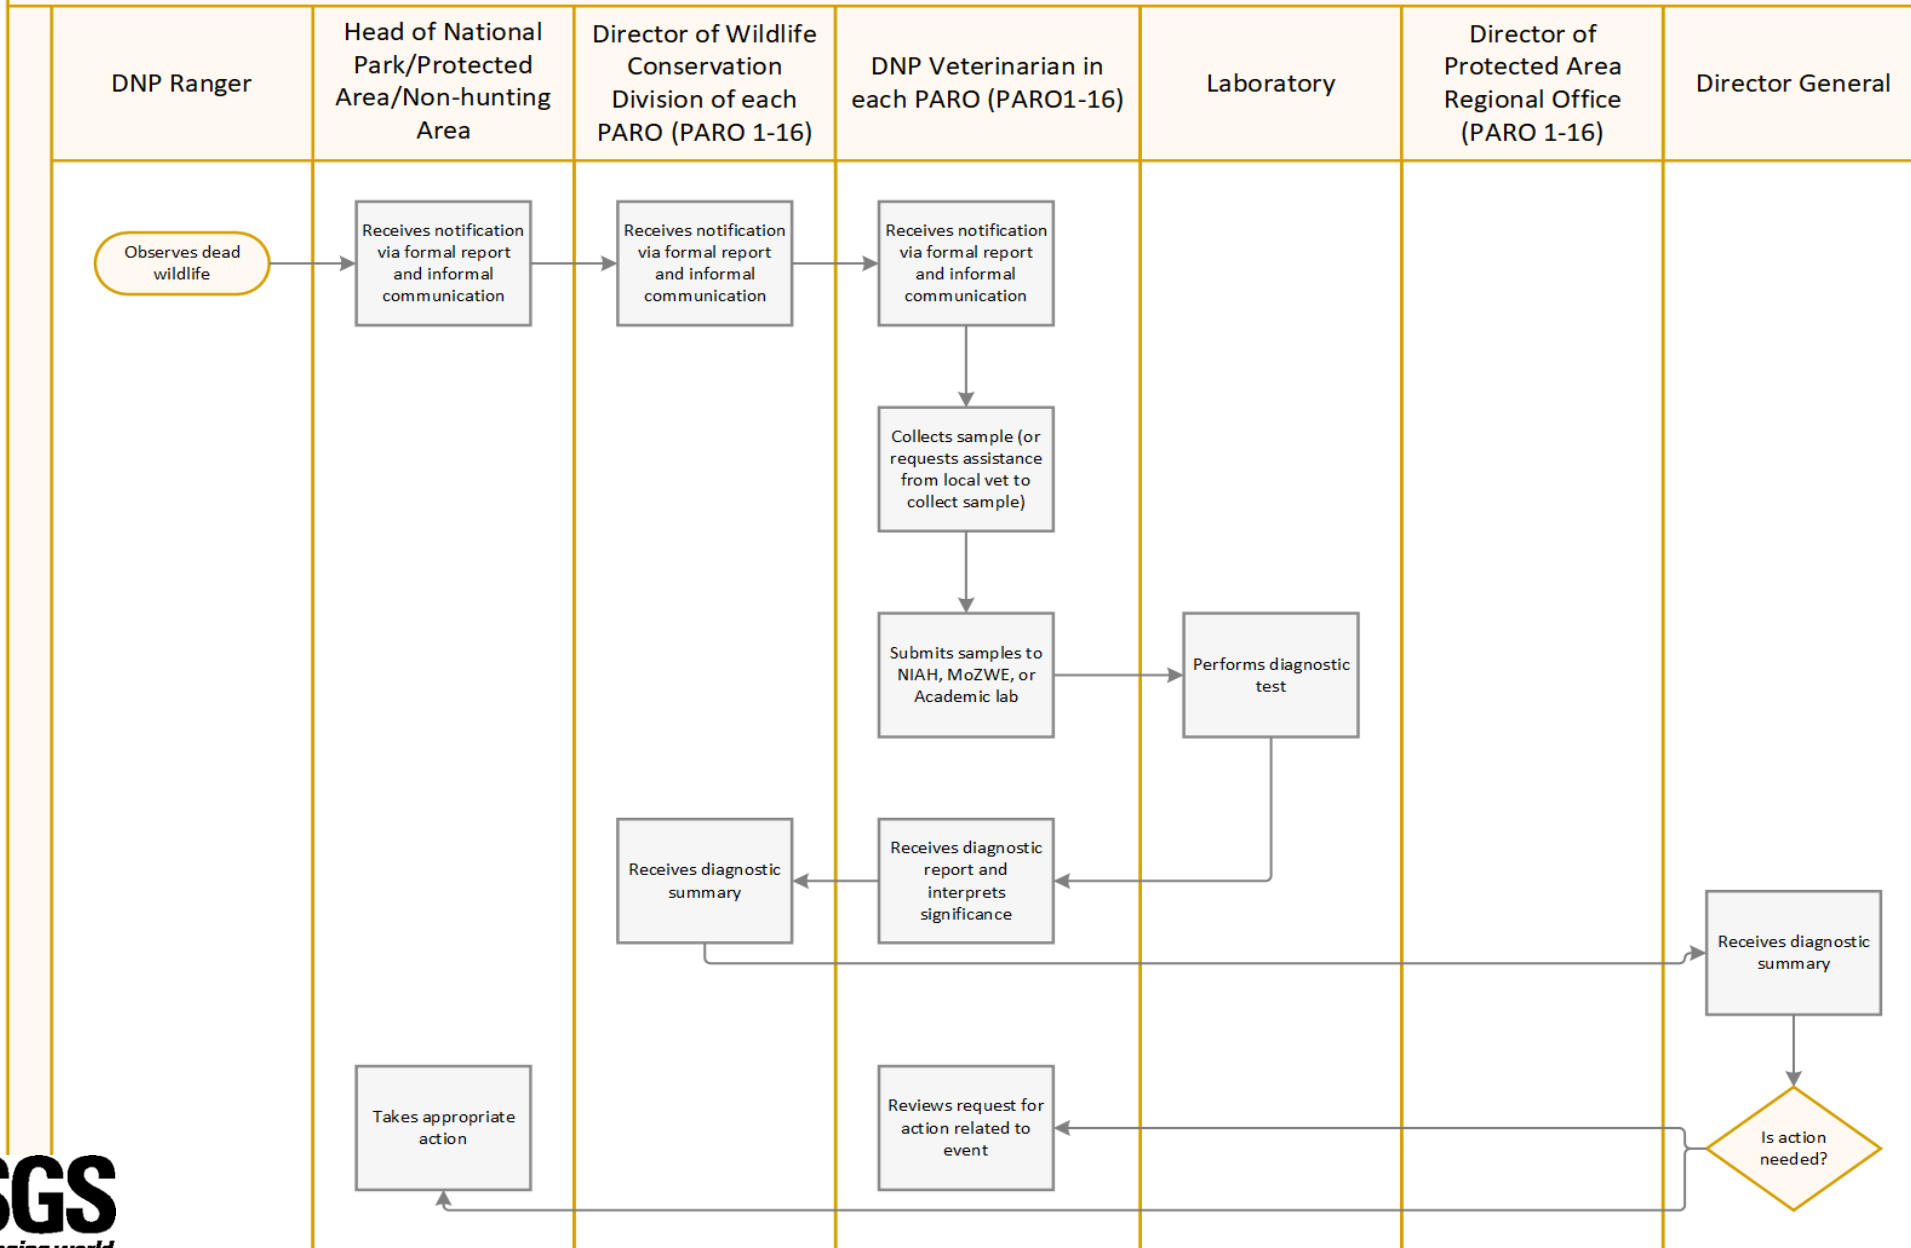 DNP Ranger
Head of National
Park/Protected
Area/Non-hunting
Area
Director of Wildlife
Conservation
Division of each
PARO (PARO 1-16)
DNP Veterinarian in
each PARO (PARO1-16)
Laboratory
Director of
Protected Area
Regional Office
(PARO 1-16)
Director General
Observes dead
wildlife
Receives notification
via formal report
and informal
communication
Receives notification
via formal report
and informal
communication
Receives notification
via formal report
and informal
communication
Collects sample (or
requests assistance
from local vet to
collect sample)
Submits samples to
NIAH, MoZWE, or
Academic lab
Performs diagnostic
test
Receives diagnostic
summary
Receives diagnostic
report and
interprets
significance
Receives diagnostic
summary
Takes appropriate
action
Reviews request for
action related to
event
Is action
needed?
SGS
world